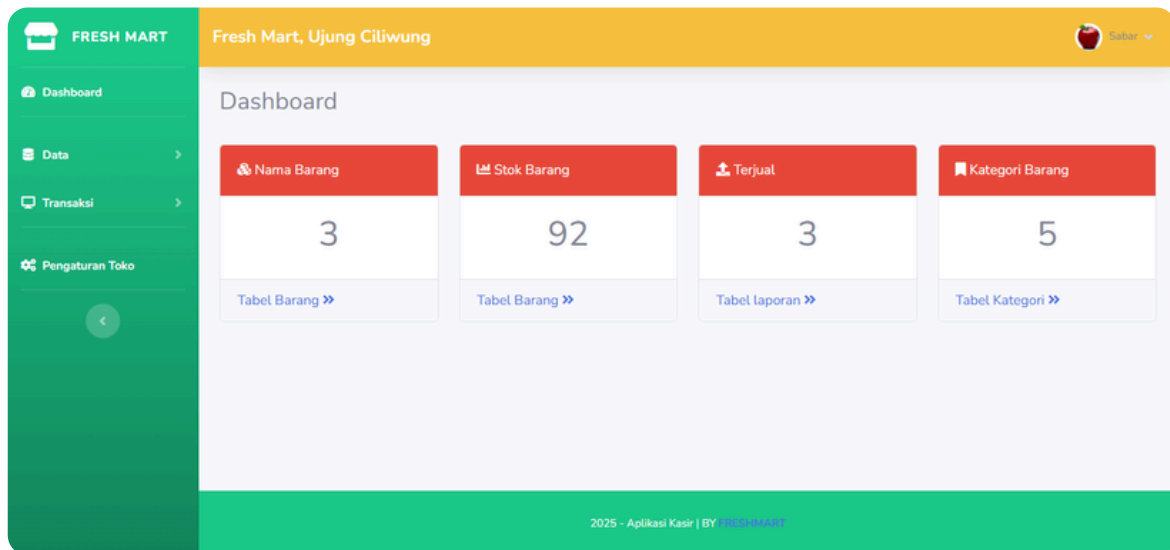 FRESH MART
Fresh Mart, Ujung Ciliwung
Sabar
Dashboard
Data
Transaksi
Pengaturan Toko
Dashboard
Nama Barang
3
Tabel Barang
Stok Barang
92
Tabel Barang
Terjual
3
Tabel laporan
Kategori Barang
5
Tabel Kategori
2025 - Aplikasi Kasir | BY FRESHMART